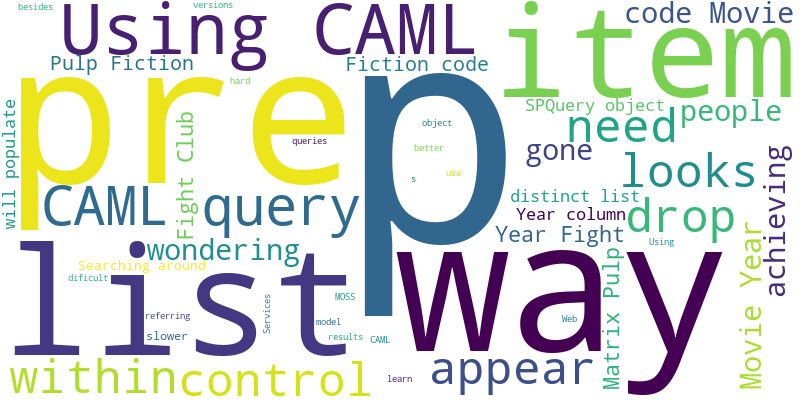 besides
versions
Using
CAML
code Movie
item
Pulp Fiction
Fiction code
pre
p
hard
SPQuery object
people
need
will populate
Fight Club
object
queries
better
use
s
gone
looks
achieving
CAML
query
distinct list
Year column
drop
Year Fight
wondering
Using
list
way
Searching around
dificult
Matrix Pulp
Movie Year
MOSS
Services
referring
model
Web
slower
results
CAML
within
control
learn
appear